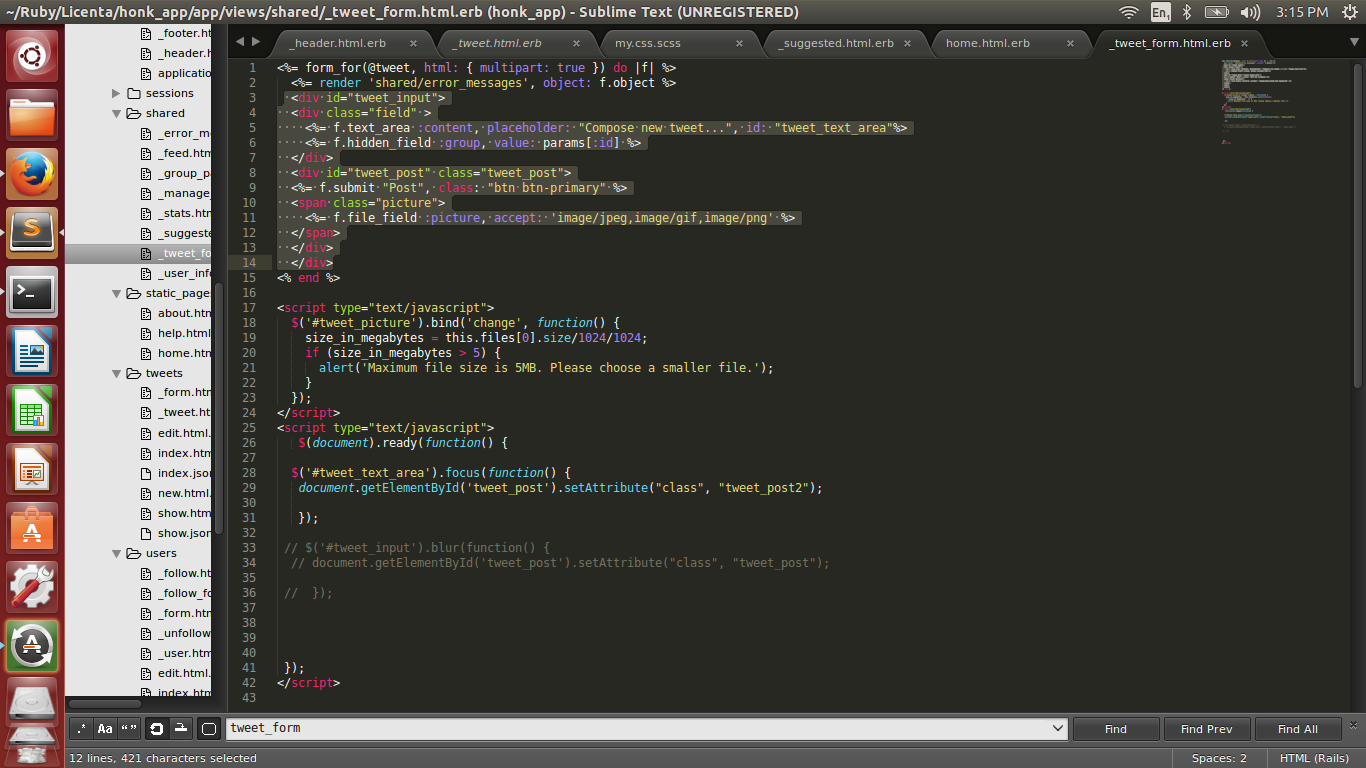 ~/Ruby/Licenta/honk_app/app/views/shared/_tweet_form.html.erb (honk_app) - Sublime Text (UNREGISTERED)
En1
3:15 PM
_footer.ht
_header.h
application
sessions
shared
_error_me
_feed.htm
_group_pa
_manage_
_stats.htn
_suggeste
_tweet_fo
_user_info
static_pages
about.htm
help.html
home.htm
tweets
_form.htn
_tweet.ht
edit.html.
index.htm
index.json
new.html.
show.htm
show.json
users
_follow.ht
_follow_fo
_form.htn
_unfollow
_user.htm
edit.html.
index.htm
_header.html.erb ×
_tweet.html.erb ×
my.css.scss ×
_suggested.html.erb ×
home.html.erb ×
_tweet_form.html.erb ×
1 <%= form_for(@tweet, html: { multipart: true }) do |f| %>
2 <%= render 'shared/error_messages', object: f.object %>
3 <div id="tweet_input">
4 <div class="field" >
5 <%= f.text_area :content, placeholder: "Compose new tweet...", id: "tweet_text_area"%>
6 <%= f.hidden_field :group, value: params[:id] %>
7 </div>
8 <div id="tweet_post" class="tweet_post">
9 <%= f.submit "Post", class: "btn btn-primary" %>
10 <span class="picture">
11 <%= f.file_field :picture, accept: 'image/jpeg,image/gif,image/png' %>
12 </span>
13 </div>
14 </div>
15 <% end %>
16
17 <script type="text/javascript">
18 $('#tweet_picture').bind('change', function() {
19 size_in_megabytes = this.files[0].size/1024/1024;
20 if (size_in_megabytes > 5) {
21 alert('Maximum file size is 5MB. Please choose a smaller file.');
22 }
23 });
24 </script>
25 <script type="text/javascript">
26 $(document).ready(function() {
27
28 $('#tweet_text_area').focus(function() {
29 document.getElementById('tweet_post').setAttribute("class", "tweet_post2");
30
31 });
32
33 // $('#tweet_input').blur(function() {
34 // document.getElementById('tweet_post').setAttribute("class", "tweet_post");
35
36 // });
37
38
39
40
41 });
42 </script>
43
.* Aa “ ”
tweet_form
Find
Find Prev
Find All
12 lines, 421 characters selected
Spaces: 2
HTML (Rails)